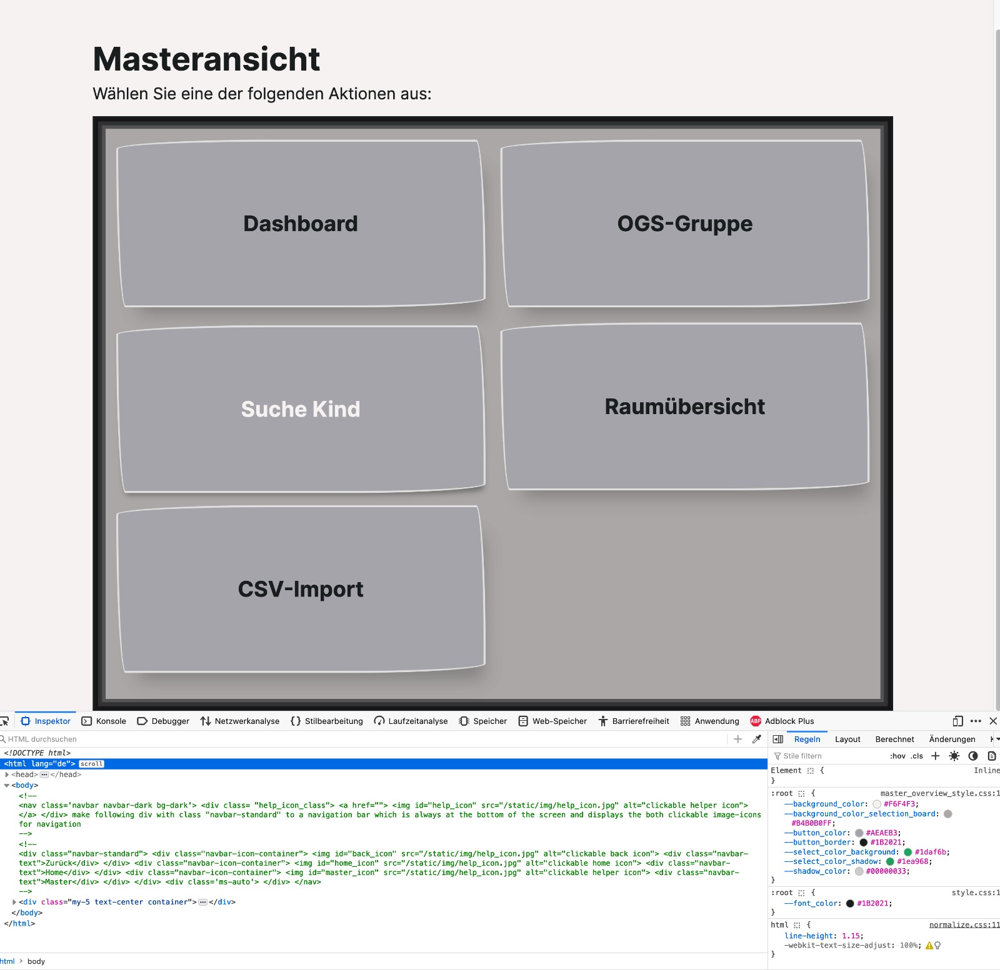 Masteransicht
Wählen Sie eine der folgenden Aktionen aus:
Dashboard
OGS-Gruppe
Suche Kind
Raumübersicht
CSV-Import
Inspektor Konsole Debugger Netzwerkanalyse Stilbearbeitung Laufzeitanalyse Speicher Web-Speicher Barrierefreiheit Anwendung ABP Adblock Plus
HTML durchsuchen
<!DOCTYPE html>
<html lang="de"> scroll
<head> ••• </head>
<body>
<!--
<nav class='navbar navbar-dark bg-dark'> <div class= "help_icon_class"> <a href=""> <img id="help_icon" src="/static/img/help_icon.jpg" alt="clickable helper icon">
</a> </div> make following div with class "navbar-standard" to a navigation bar which is always at the bottom of the screen and displays the both clickable image-icons
for navigation
-->
<!--
<div class="navbar-standard"> <div class="navbar-icon-container"> <img id="back_icon" src="/static/img/help_icon.jpg" alt="clickable back icon"> <div class="navbar-
text">Zurück</div> </div> <div class="navbar-icon-container"> <img id="home_icon" src="/static/img/help_icon.jpg" alt="clickable home icon"> <div class="navbar-
text">Home</div> </div> <div class="navbar-icon-container"> <img id="master_icon" src="/static/img/help_icon.jpg" alt="clickable helper icon"> <div class="navbar-
text">Master</div> </div> </div> <div class='ms-auto'> </div> </nav>
-->
<div class="my-5 text-center container"> ••• </div>
</body>
</html>
html > body
Regeln Layout Berechnet Änderungen
Stile filtern :hov .cls
Element { Inline
}
:root { master_overview_style.css:1
--background_color: #F6F4F3;
--background_color_selection_board:
#B4B0B0FF;
--button_color: #AEAEB3;
--button_border: #1B2021;
--select_color_background: #1daf6b;
--select_color_shadow: #1ea968;
--shadow_color: #00000033;
}
:root { style.css:1
--font_color: #1B2021;
}
html { normalize.css:11
line-height: 1.15;
-webkit-text-size-adjust: 100%;
}